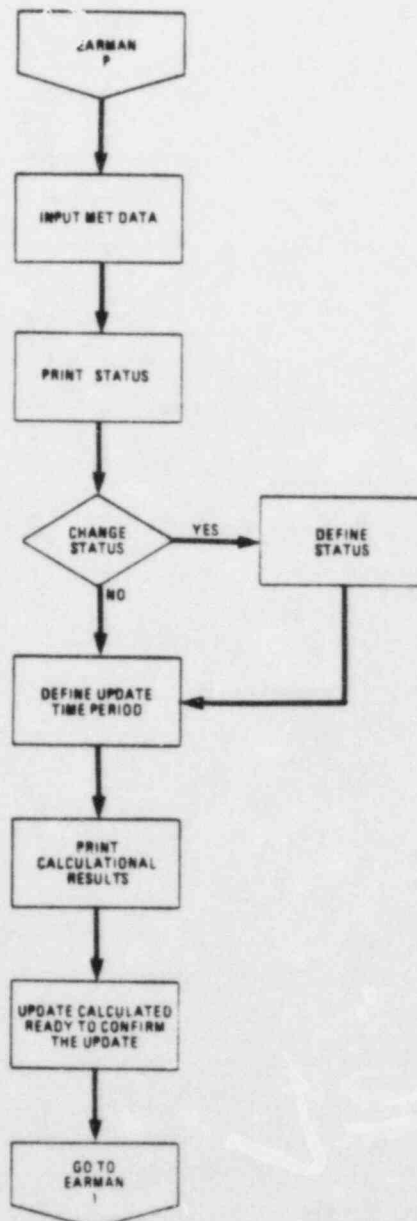 EARMAN
P
INPUT MET DATA
PRINT STATUS
CHANGE
STATUS
YES
DEFINE
STATUS
NO
DEFINE UPDATE
TIME PERIOD
PRINT
CALCULATIONAL
RESULTS
UPDATE CALCULATED
READY TO CONFIRM
THE UPDATE
GO TO
EARMAN